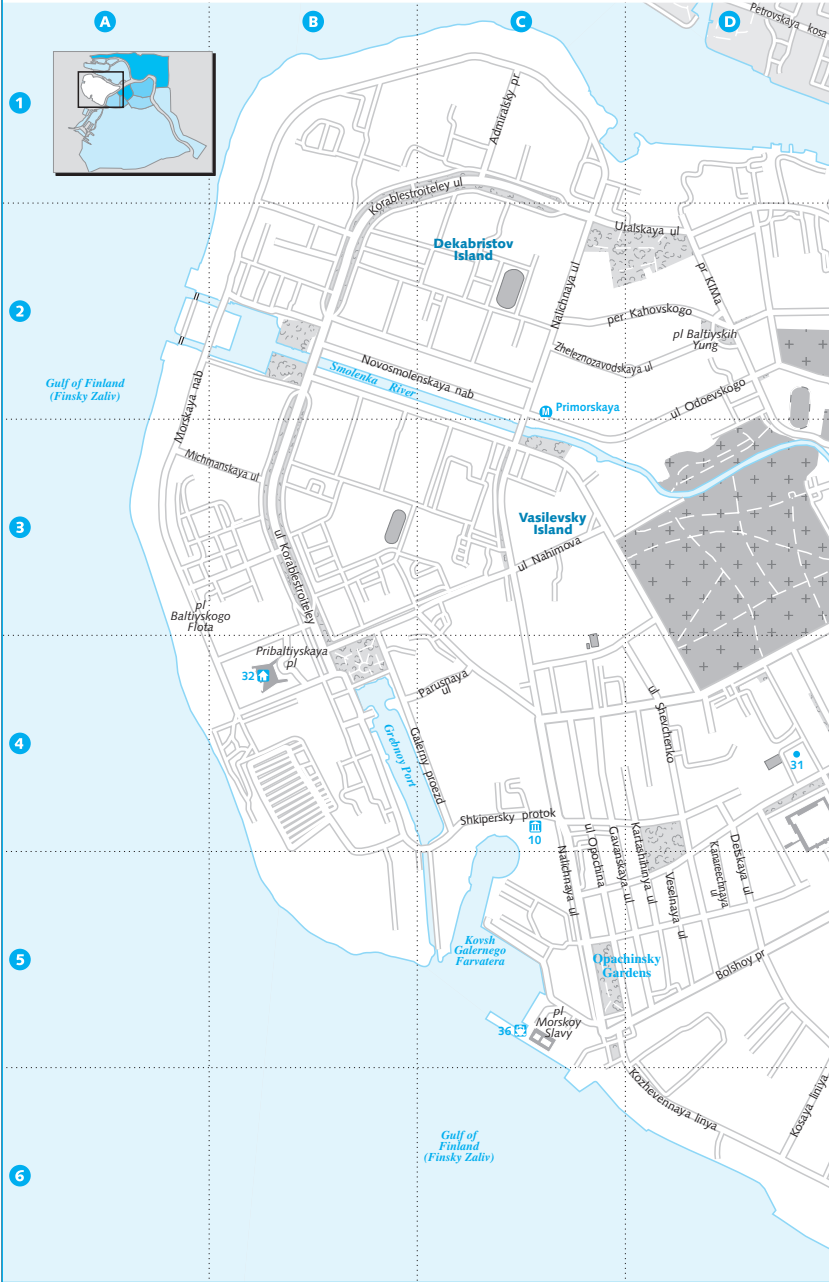 A
B
C
D
Petrovskaya kosa
1
Admiralsky pr
Korablestroiteley ul
Uralskaya ul
Dekabristov
Island
2
Nalichnaya ul
pr KIMa
per Kahovskogo
pl Baltiyskih
Yung
Zheleznozavodskaya ul
Novosmolenskaya nab
Smolenka River
Gulf of Finland
(Finsky Zaliv)
Morskaya nab
ul Odoevskogo
M
Primorskaya
Michmanskaya ul
3
Vasilevsky
Island
ul Nahimova
ul Korablestroiteley
pl
Baltiyskogo
Flota
Pribaltiyskaya
pl
32
Parusnaya
ul
ul Shevchenko
4
Grebnoy Port
Galerny proezd
31
Shkipersky protok
10
Nalichnaya ul
ul Opochina
Gavanskaya ul
Kartashihinya ul
Veselnaya ul
Kanareechnaya
ul
Detskaya ul
5
Kovsh
Galernego
Farvatera
Opachinsky
Gardens
Bolshoy pr
36
pl
Morskoy
Slavy
Kozhevennaya linya
Kosaya liniya
Gulf of
Finland
(Finsky Zaliv)
6